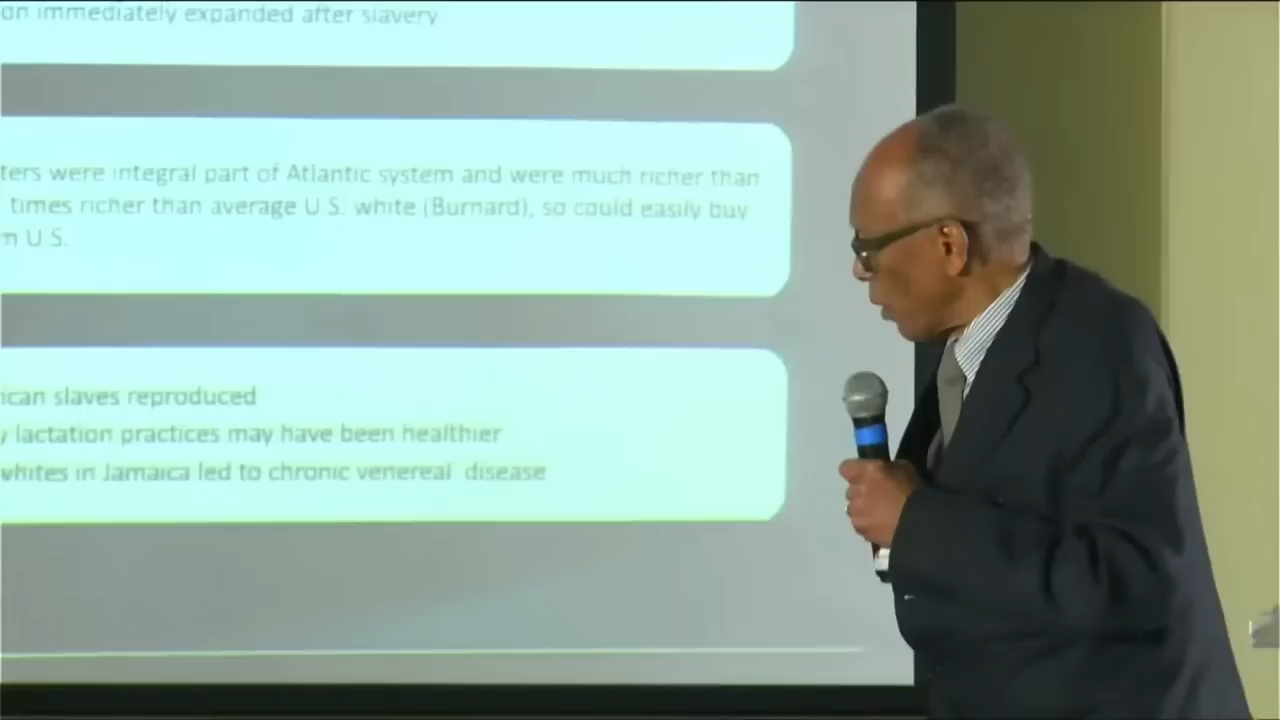 on immediately expanded after slavery
ters were integral part of Atlantic system and were much richer than
times richer than average U.S. white (Burnard), so could easily buy
n U.S.
ican slaves reproduced
y lactation practices may have been healthier
whites in Jamaica led to chronic venereal disease